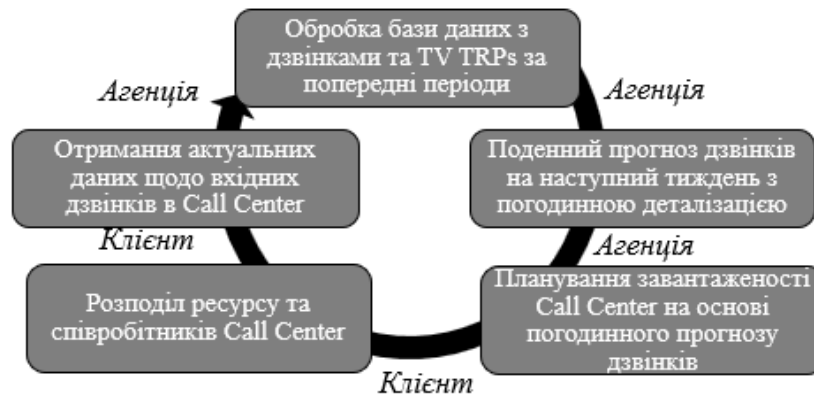 Обробка бази даних з
дзвінками та TV TRPs за
попередні періоди
Агенція
Агенція
Отримання актуальних
даних щодо вхідних
дзвінків в Call Center
Поденний прогноз дзвінків
на наступний тиждень з
погодинною деталізацією
Клієнт
Агенція
Розподіл ресурсу та
співробітників Call Center
Планування завантаженості
Call Center на основі
погодинного прогнозу
дзвінків
Клієнт